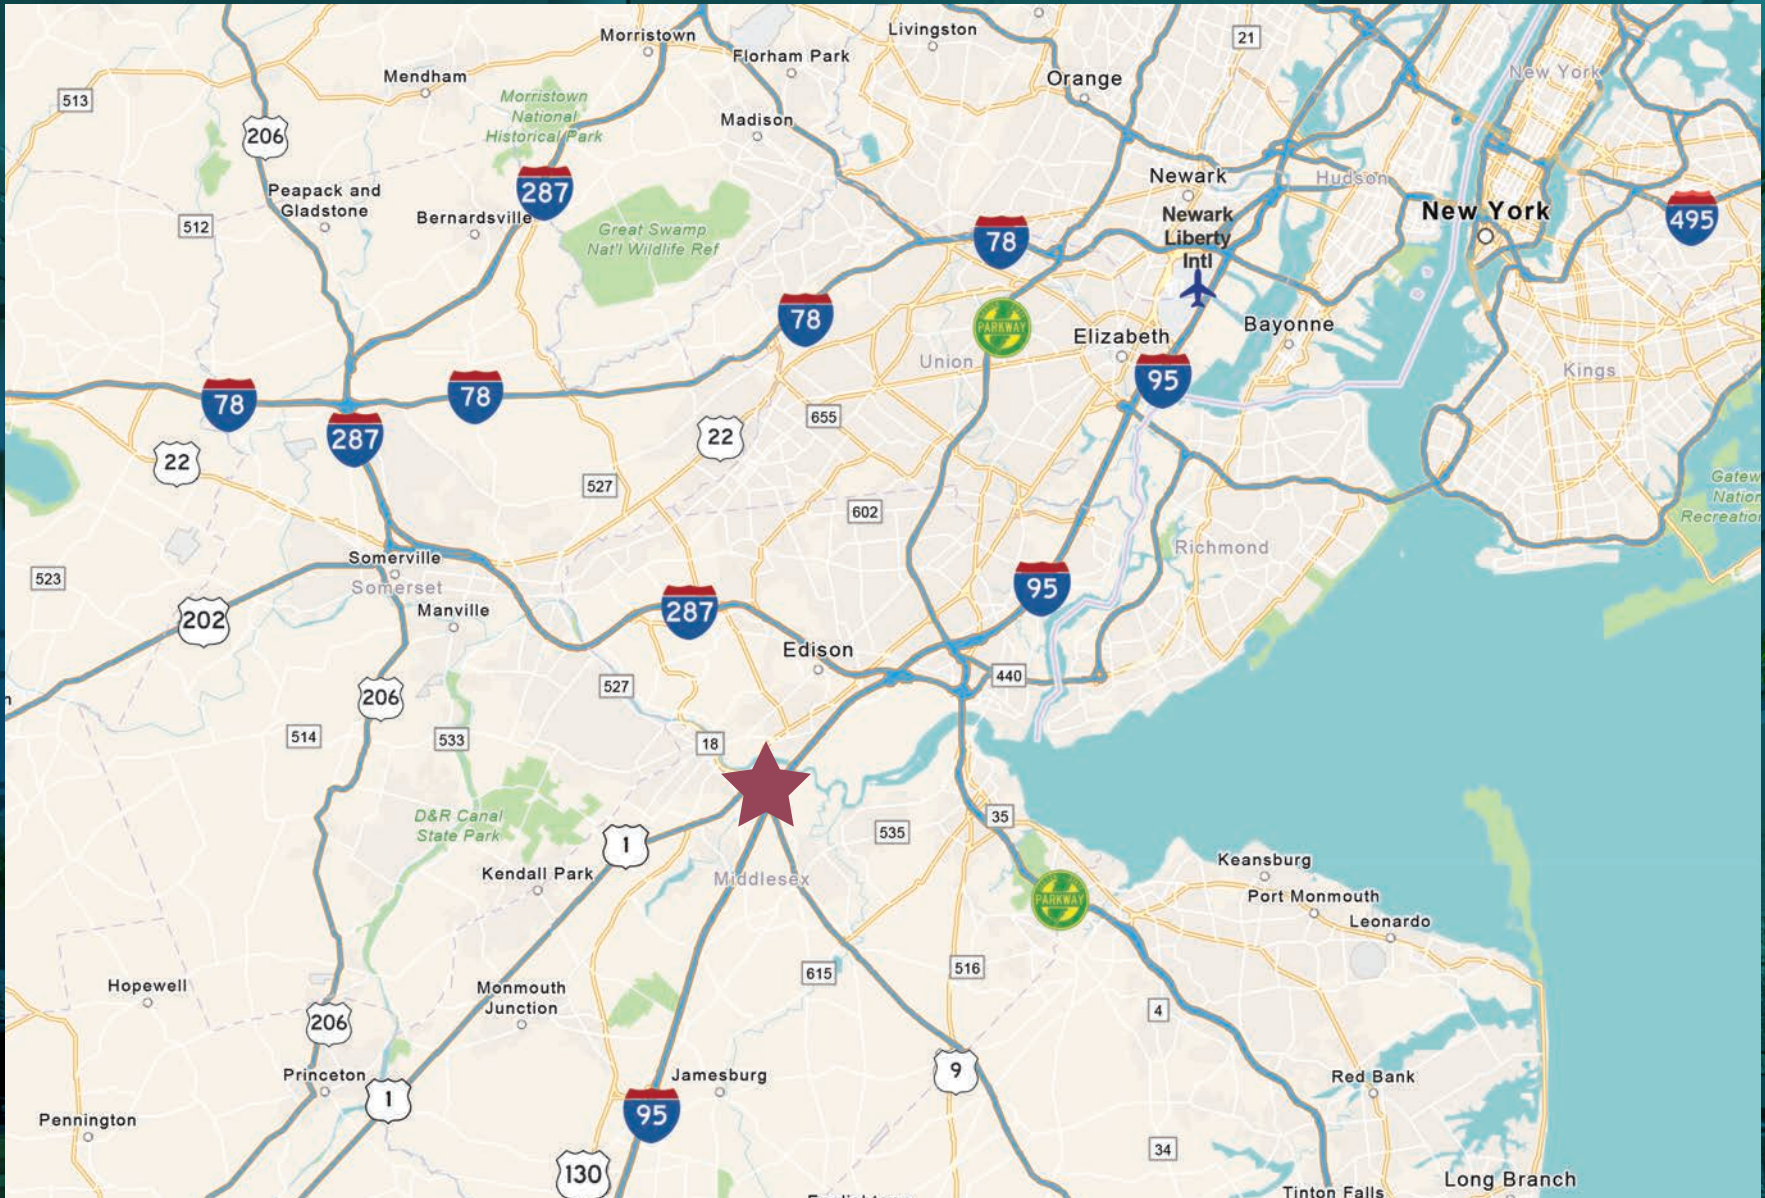 Morristown
Livingston
21
Florham Park
New York
Mendham
Orange
513
Morristown
National
Historical Park
Madison
206
287
Newark
Hudson
Peapack and
Gladstone
Bernardsville
512
Great Swamp
Nat'l Wildlife Ref
78
Newark
Liberty
Intl
New York
495
78
PARKWAY
Elizabeth
Bayonne
Union
95
Kings
78
78
287
655
22
22
527
602
Richmond
Somerville
Somerset
523
Manville
202
287
95
Edison
440
206
527
514
533
18
D&R Canal
State Park
1
535
35
Kendall Park
Middlesex
PARKWAY
Keansburg
Port Monmouth
Leonardo
Hopewell
Monmouth
Junction
615
516
4
206
Princeton
1
Jamesburg
9
Red Bank
Pennington
95
130
34
Long Branch
Tinton Falls